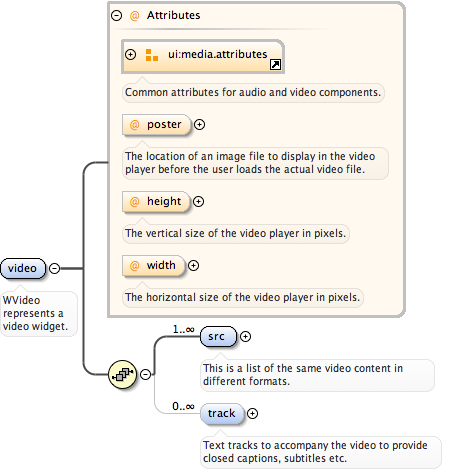 @ Attributes
ui:media.attributes
Common attributes for audio and video components.
@ poster
The location of an image file to display in the video
player before the user loads the actual video file.
@ height
The vertical size of the video player in pixels.
@ width
The horizontal size of the video player in pixels.
video
WVideo
represents a
video widget.
1..∞
src
This is a list of the same video content in
different formats.
0..∞
track
Text tracks to accompany the video to provide
closed captions, subtitles etc.